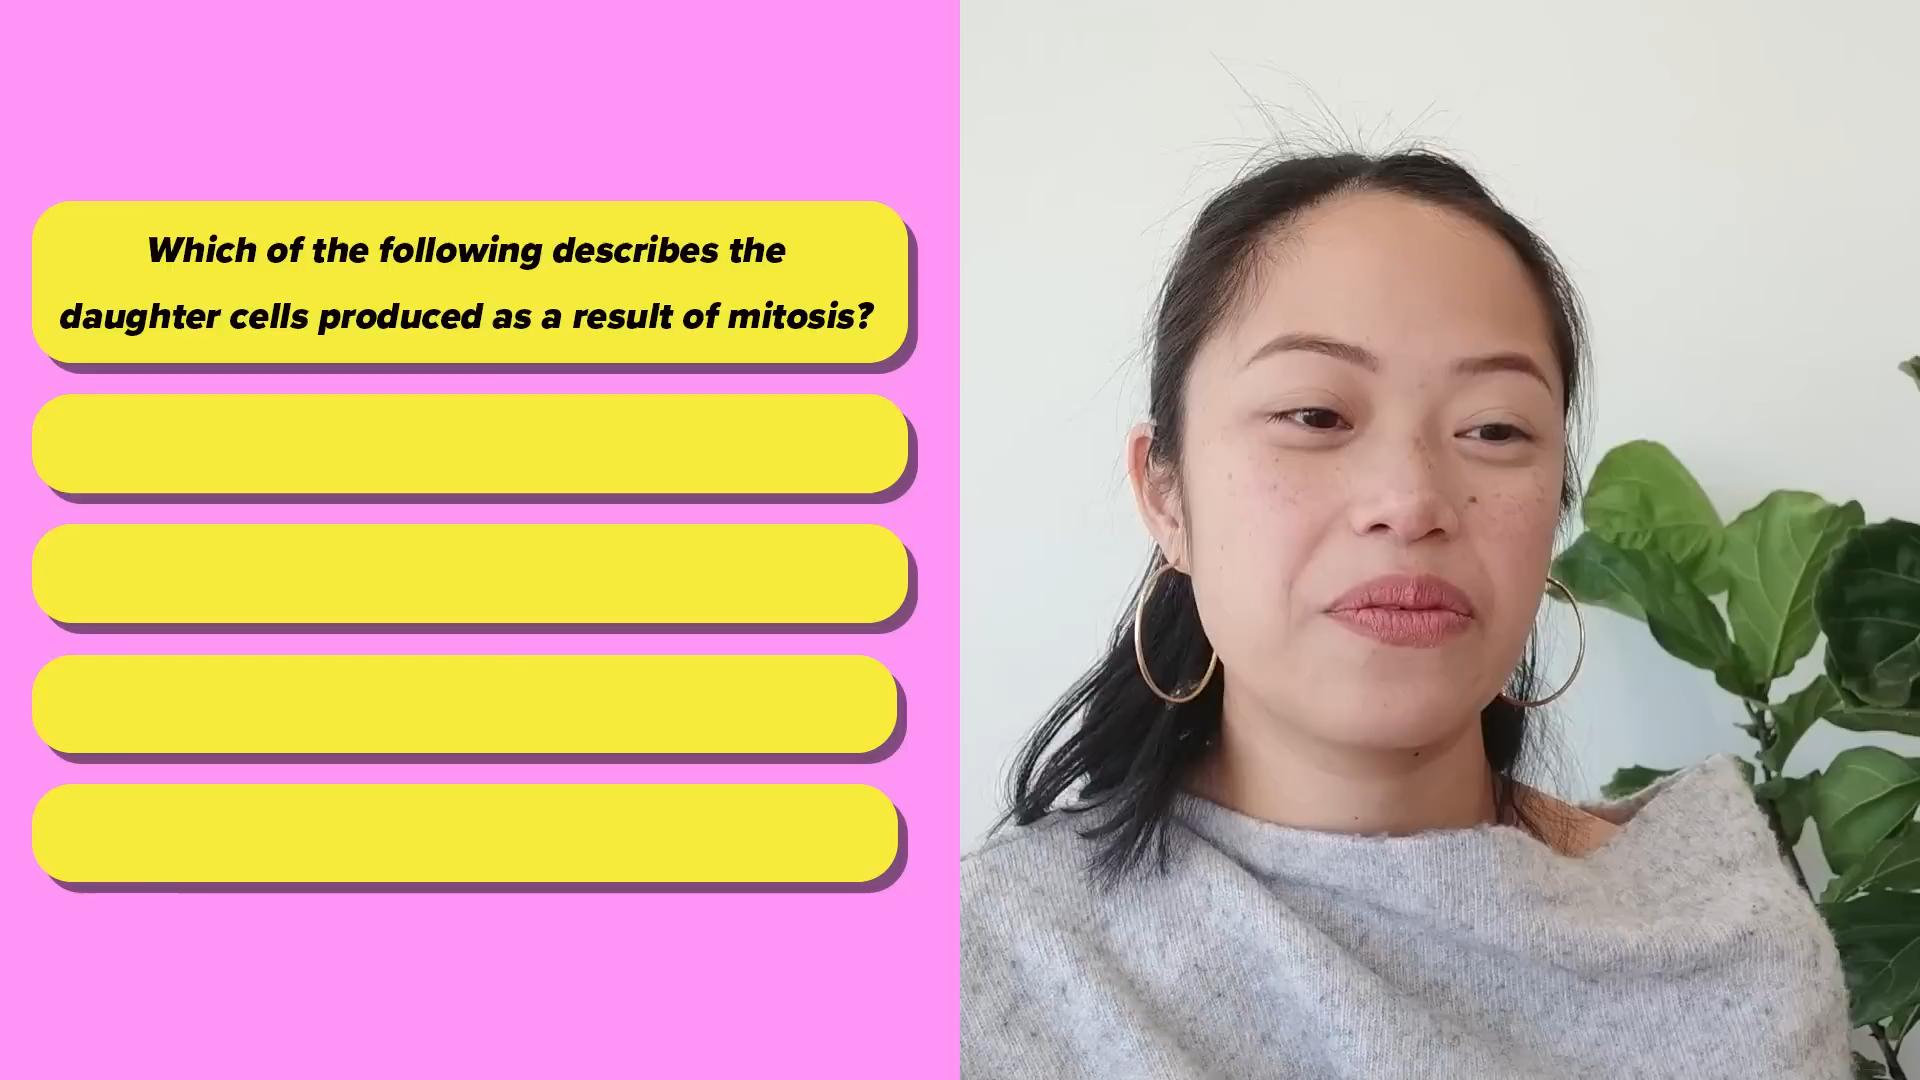 Which of the following describes the
daughter cells produced as a result of mitosis?